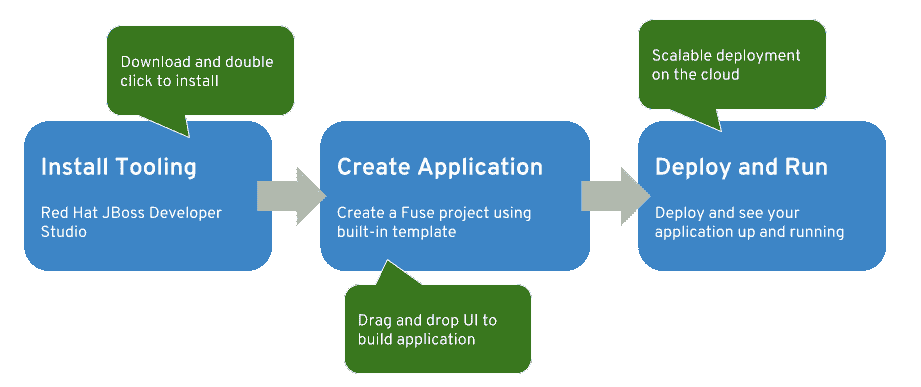 Download and double
click to install
Install Tooling
Red Hat JBoss Developer
Studio
Create Application
Create a Fuse project using
built-in template
Drag and drop UI to
build application
Scalable deployment
on the cloud
Deploy and Run
Deploy and see your
application up and running